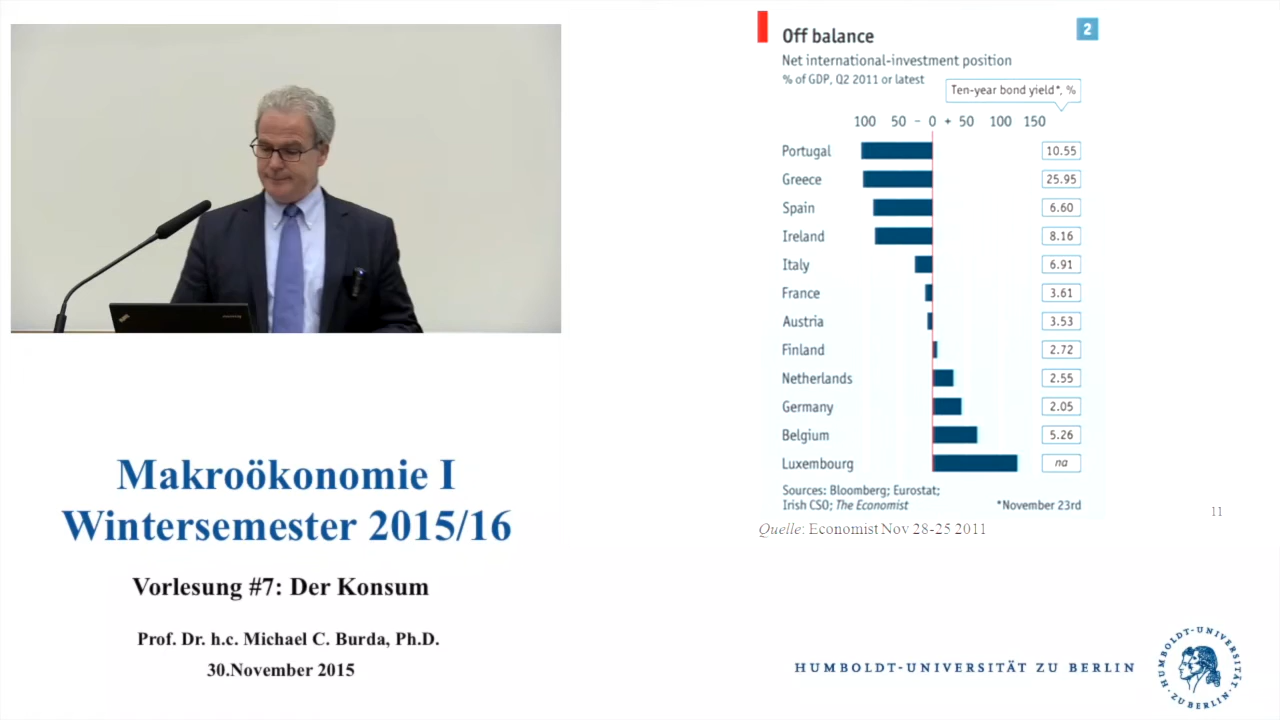 Off balance
2
Net international-investment position
% of GDP, Q2 2011 or latest
Ten-year bond yield*, %
100 50 - 0 + 50 100 150
Portugal 10.55
Greece 25.95
Spain 6.60
Ireland 8.16
Italy 6.91
France 3.61
Austria 3.53
Finland 2.72
Netherlands 2.55
Germany 2.05
Belgium 5.26
Luxembourg na
Sources: Bloomberg; Eurostat;
Irish CSO; The Economist *November 23rd
Quelle: Economist Nov 28-25 2011
11
Makroökonomie I
Wintersemester 2015/16
Vorlesung #7: Der Konsum
Prof. Dr. h.c. Michael C. Burda, Ph.D.
30.November 2015
HUMBOLDT-UNIVERSITÄT ZU BERLIN
HUMBOLDT-UNIVERSITÄT
ZU BERLIN